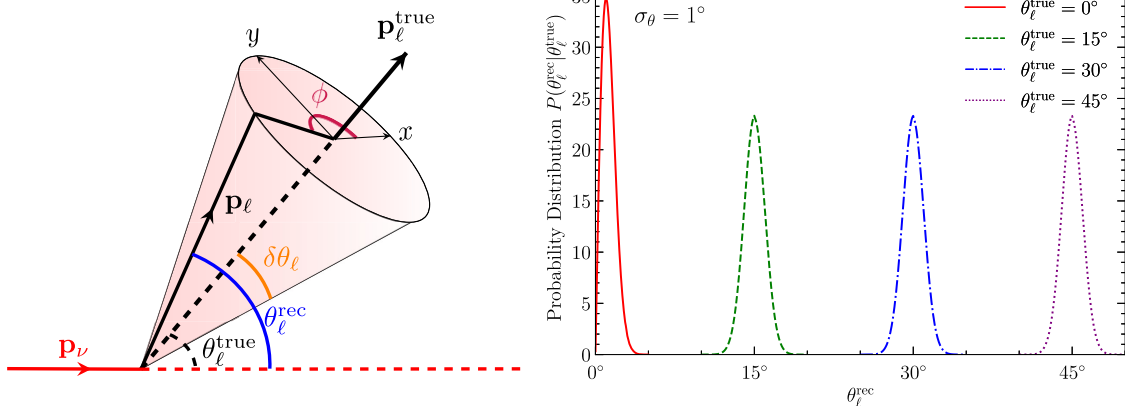 y
p_ℓ^true
ϕ
x
p_ℓ
δθ_ℓ
θ_ℓ^rec
θ_ℓ^true
p_ν
σ_θ = 1°
θ_ℓ^true = 0°
θ_ℓ^true = 15°
θ_ℓ^true = 30°
θ_ℓ^true = 45°
Probability Distribution P(θ_ℓ^rec|θ_ℓ^true)
30
25
20
15
10
5
0
0° 15° 30° 45°
θ_ℓ^rec